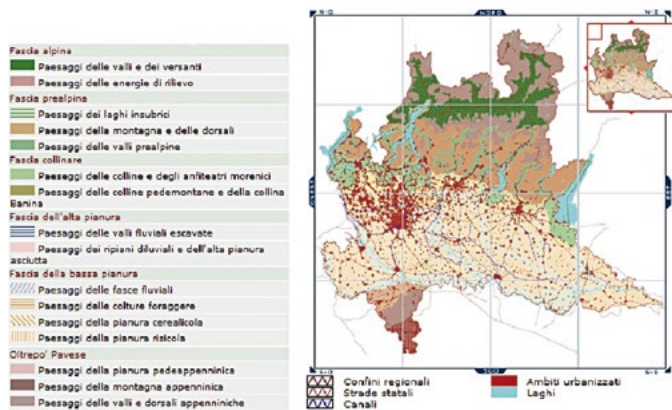 Fascia alpina
Paesaggi delle valli e dei versanti
Paesaggi delle energie di rilievo
Fascia prealpina
Paesaggi dei laghi insubrici
Paesaggi della montagna e delle dorsali
Paesaggi delle valli prealpine
Fascia collinare
Paesaggi delle colline e degli anfiteatri morenici
Paesaggi delle colline pedemontane e della collina
Banina
Fascia dell'alta pianura
Paesaggi delle valli fluviali escavate
Paesaggi dei ripiani diluviali e dell'alta pianura
asciutta
Fascia della bassa pianura
Paesaggi delle fasce fluviali
Paesaggi delle colture foraggere
Paesaggi della pianura cerealicola
Paesaggi della pianura risicola
Oltrepo' Pavese
Paesaggi della pianura pedeappenninica
Paesaggi della montagna appenninica
Paesaggi delle valli e dorsali appenniniche
N-O
NORD
N-E
S-O
SUD
S-E
Confini regionali
Strade statali
Canali
Ambiti urbanizzati
Laghi